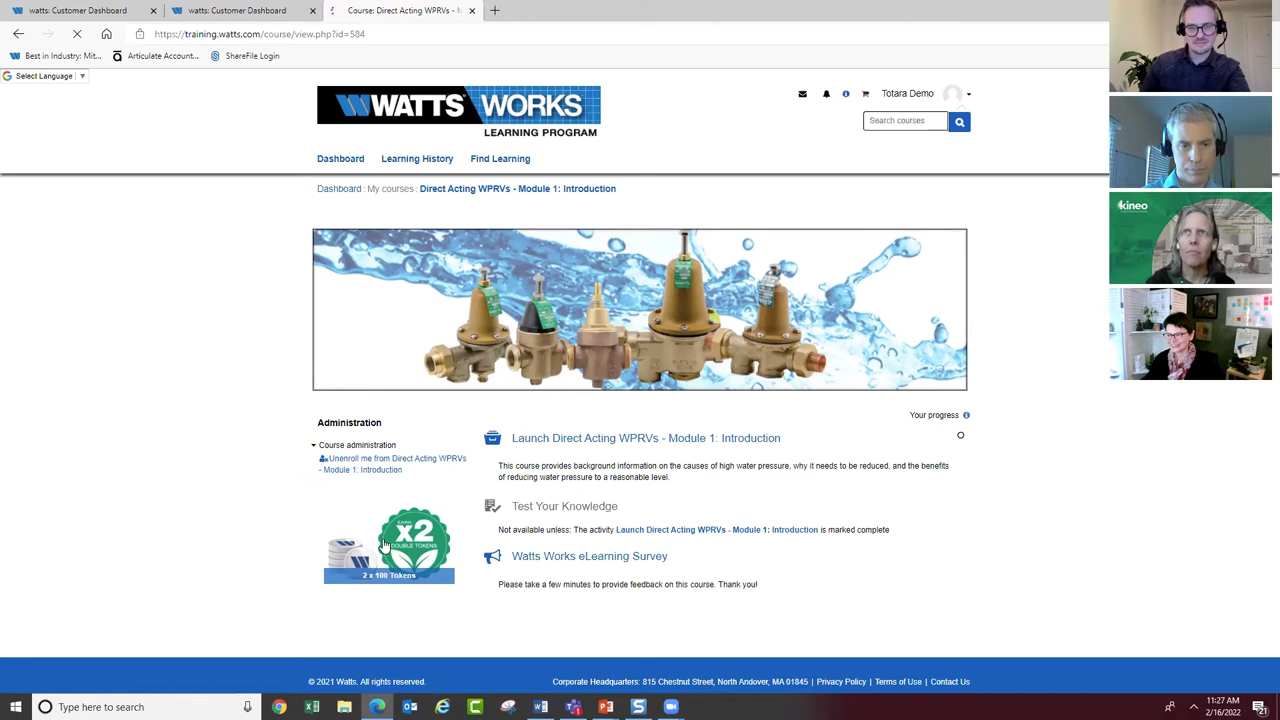 watts: Customer Dashboard
watts: Customer Dashboard
Course: Direct Acting WPRVs - M
https://training.watts.com/course/view.php?id=584
Best in Industry: Mit...
Articulate Account...
ShareFile Login
Select Language
WATTS WORKS
LEARNING PROGRAM
Totara Demo
Search courses
Dashboard
Learning History
Find Learning
Dashboard : My courses : Direct Acting WPRVs - Module 1: Introduction
kineo
Administration
Your progress
Course administration
Unenroll me from Direct Acting WPRVs
- Module 1: Introduction
Launch Direct Acting WPRVs - Module 1: Introduction
This course provides background information on the causes of high water pressure, why it needs to be reduced, and the benefits
of reducing water pressure to a reasonable level.
Test Your Knowledge
Not available unless: The activity Launch Direct Acting WPRVs - Module 1: Introduction is marked complete
Watts Works eLearning Survey
Please take a few minutes to provide feedback on this course. Thank you!
EARN
x2
DOUBLE TOKENS
2 x 100 Tokens
© 2021 Watts. All rights reserved.
Corporate Headquarters: 815 Chestnut Street, North Andover, MA 01845 | Privacy Policy | Terms of Use | Contact Us
Type here to search
11:27 AM
2/16/2022
21